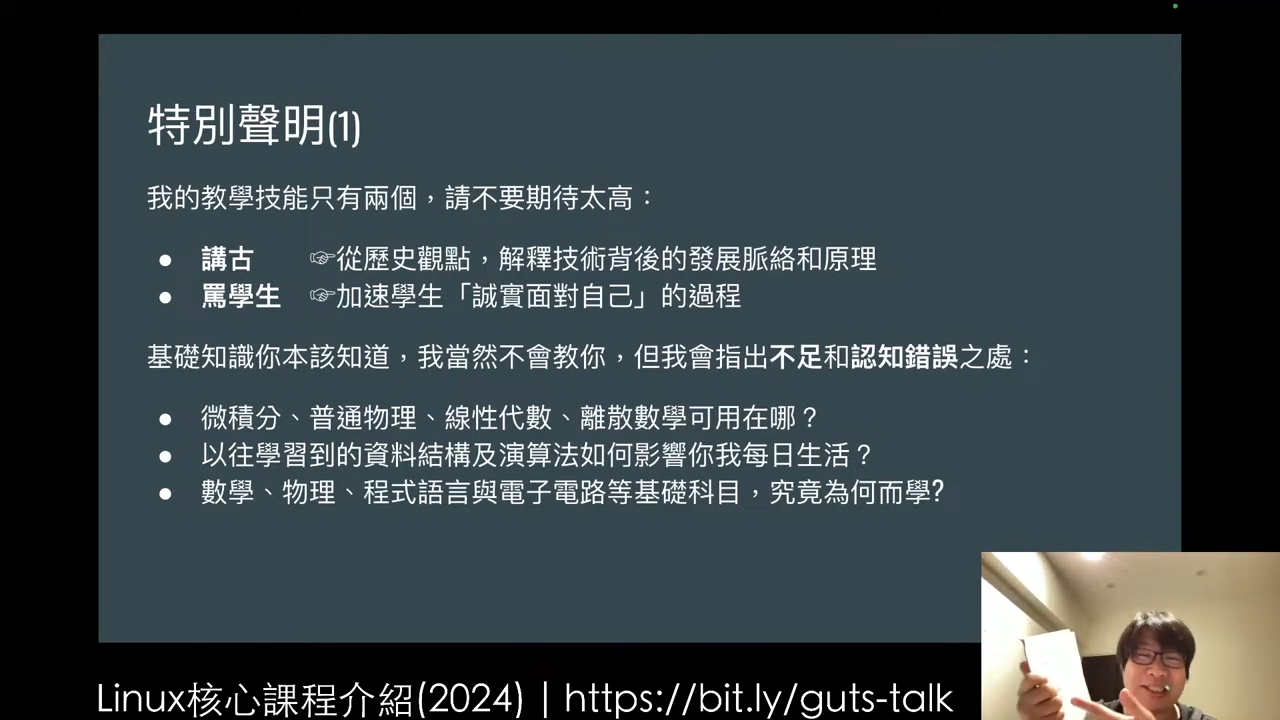 特別聲明(1)
我的教學技能只有兩個，請不要期待太高：
● 講古 ☞從歷史觀點，解釋技術背後的發展脈絡和原理
● 罵學生 ☞加速學生「誠實面對自己」的過程
基礎知識你本該知道，我當然不會教你，但我會指出不足和認知錯誤之處：
● 微積分、普通物理、線性代數、離散數學可用在哪？
● 以往學習到的資料結構及演算法如何影響你我每日生活？
● 數學、物理、程式語言與電子電路等基礎科目，究竟為何而學?
Linux核心課程介紹(2024) | https://bit.ly/guts-talk